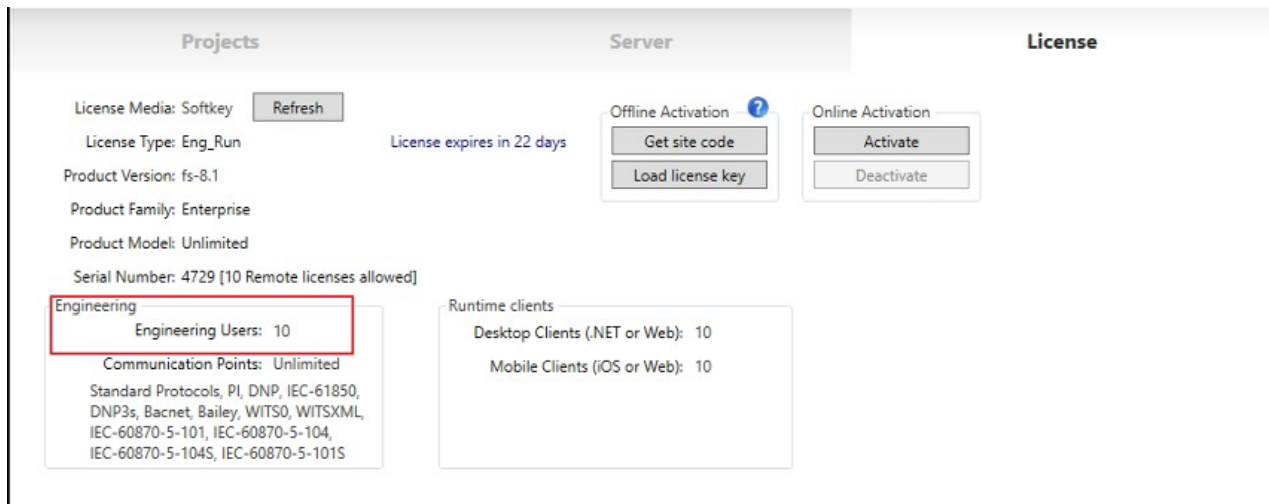 Projects Server License
License Media: Softkey Refresh
Offline Activation ? Online Activation
License Type: Eng_Run License expires in 22 days Get site code Activate
Product Version: fs-8.1 Load license key Deactivate
Product Family: Enterprise
Product Model: Unlimited
Serial Number: 4729 [10 Remote licenses allowed]
Engineering
Engineering Users: 10
Communication Points: Unlimited
Standard Protocols, PI, DNP, IEC-61850,
DNP3s, Bacnet, Bailey, WITS0, WITSXML,
IEC-60870-5-101, IEC-60870-5-104,
IEC-60870-5-104S, IEC-60870-5-101S
Runtime clients
Desktop Clients (.NET or Web): 10
Mobile Clients (iOS or Web): 10